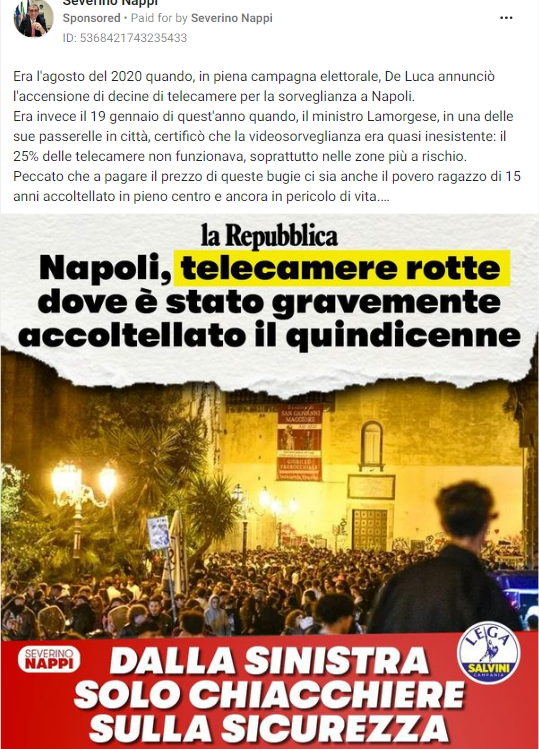 Severino Nappi
Sponsored • Paid for by Severino Nappi
ID: 5368421743235433
Era l'agosto del 2020 quando, in piena campagna elettorale, De Luca annunciò
l'accensione di decine di telecamere per la sorveglianza a Napoli.
Era invece il 19 gennaio di quest'anno quando, il ministro Lamorgese, in una delle
sue passerelle in città, certificò che la videosorveglianza era quasi inesistente: il
25% delle telecamere non funzionava, soprattutto nelle zone più a rischio.
Peccato che a pagare il prezzo di queste bugie ci sia anche il povero ragazzo di 15
anni accoltellato in pieno centro e ancora in pericolo di vita....
la Repubblica
Napoli, telecamere rotte
dove è stato gravemente
accoltellato il quindicenne
SAN GIOVANNI
MAGGIORE
SEVERINO
NAPPI
LEGA
SALVINI
CAMPANIA
DALLA SINISTRA
SOLO CHIACCHIERE
SULLA SICUREZZA